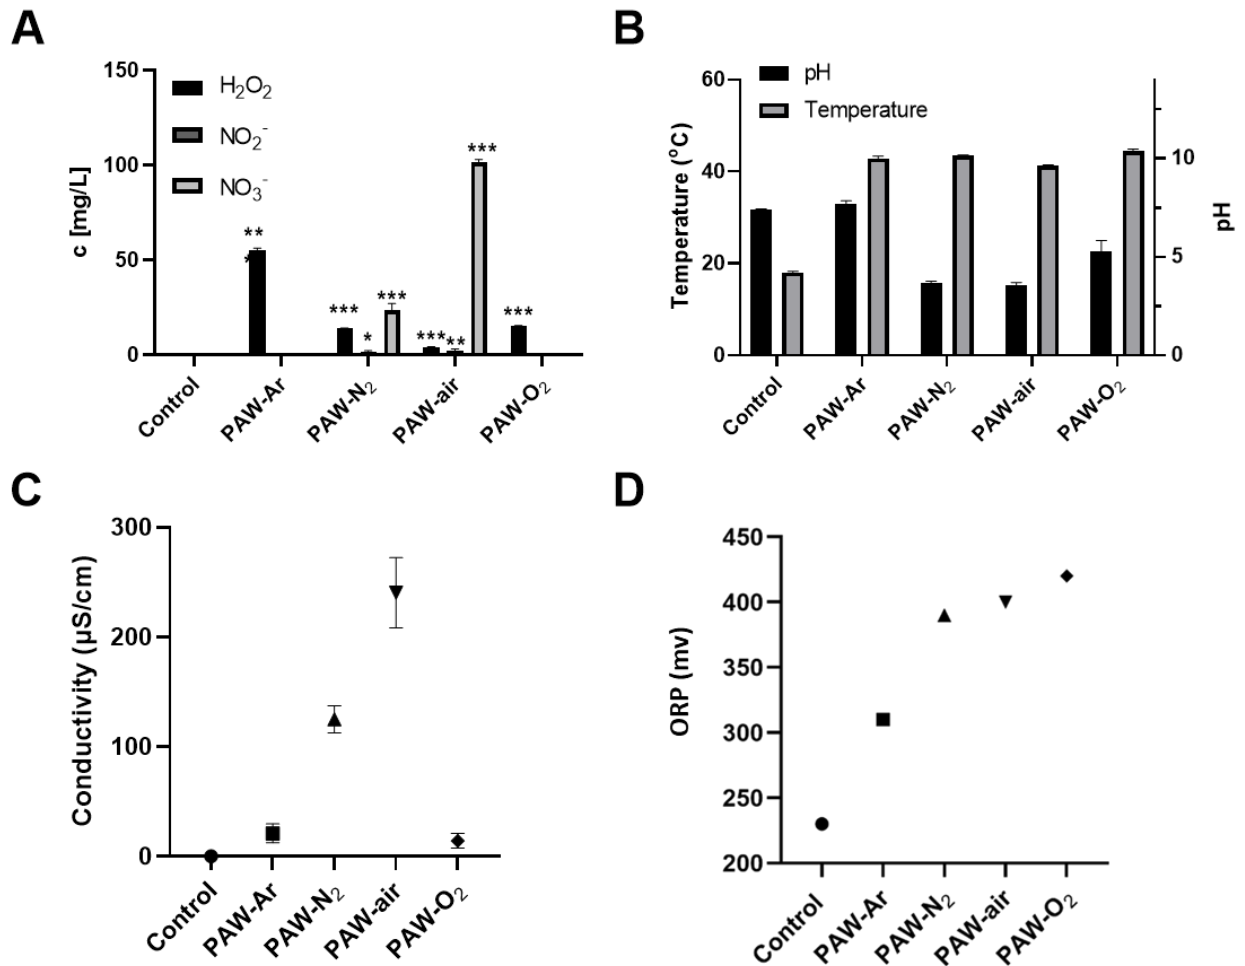 A
150
100
50
0
c [mg/L]
H₂O₂
NO₂⁻
NO₃⁻
**
*
***
*
***
***
**
***
***
Control
PAW-Ar
PAW-N₂
PAW-air
PAW-O₂
B
60
40
20
0
Temperature (°C)
pH
Temperature
10
5
0
pH
Control
PAW-Ar
PAW-N₂
PAW-air
PAW-O₂
C
300
200
100
0
Conductivity (µS/cm)
Control
PAW-Ar
PAW-N₂
PAW-air
PAW-O₂
D
450
400
350
300
250
200
ORP (mv)
Control
PAW-Ar
PAW-N₂
PAW-air
PAW-O₂